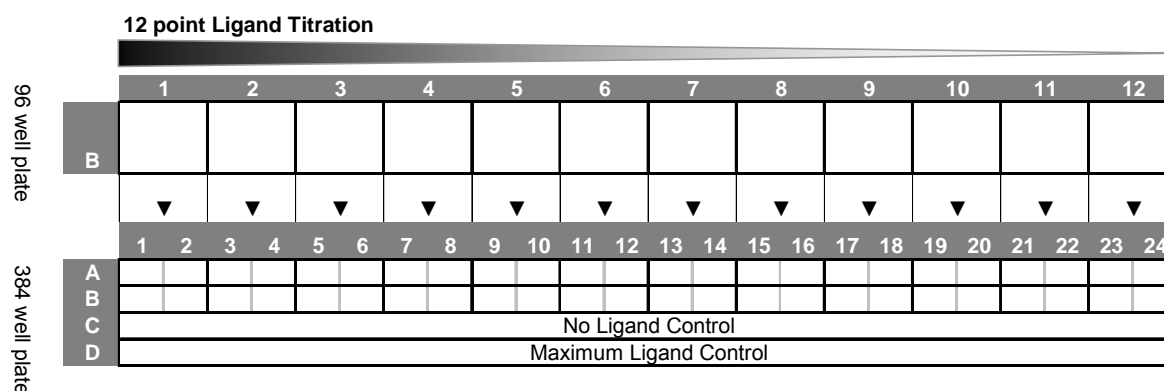 12 point Ligand Titration
1 2 3 4 5 6 7 8 9 10 11 12
96 well plate
B
▼ ▼ ▼ ▼ ▼ ▼ ▼ ▼ ▼ ▼ ▼ ▼
1 2 3 4 5 6 7 8 9 10 11 12 13 14 15 16 17 18 19 20 21 22 23 24
384 well plate
A
B
C No Ligand Control
D Maximum Ligand Control